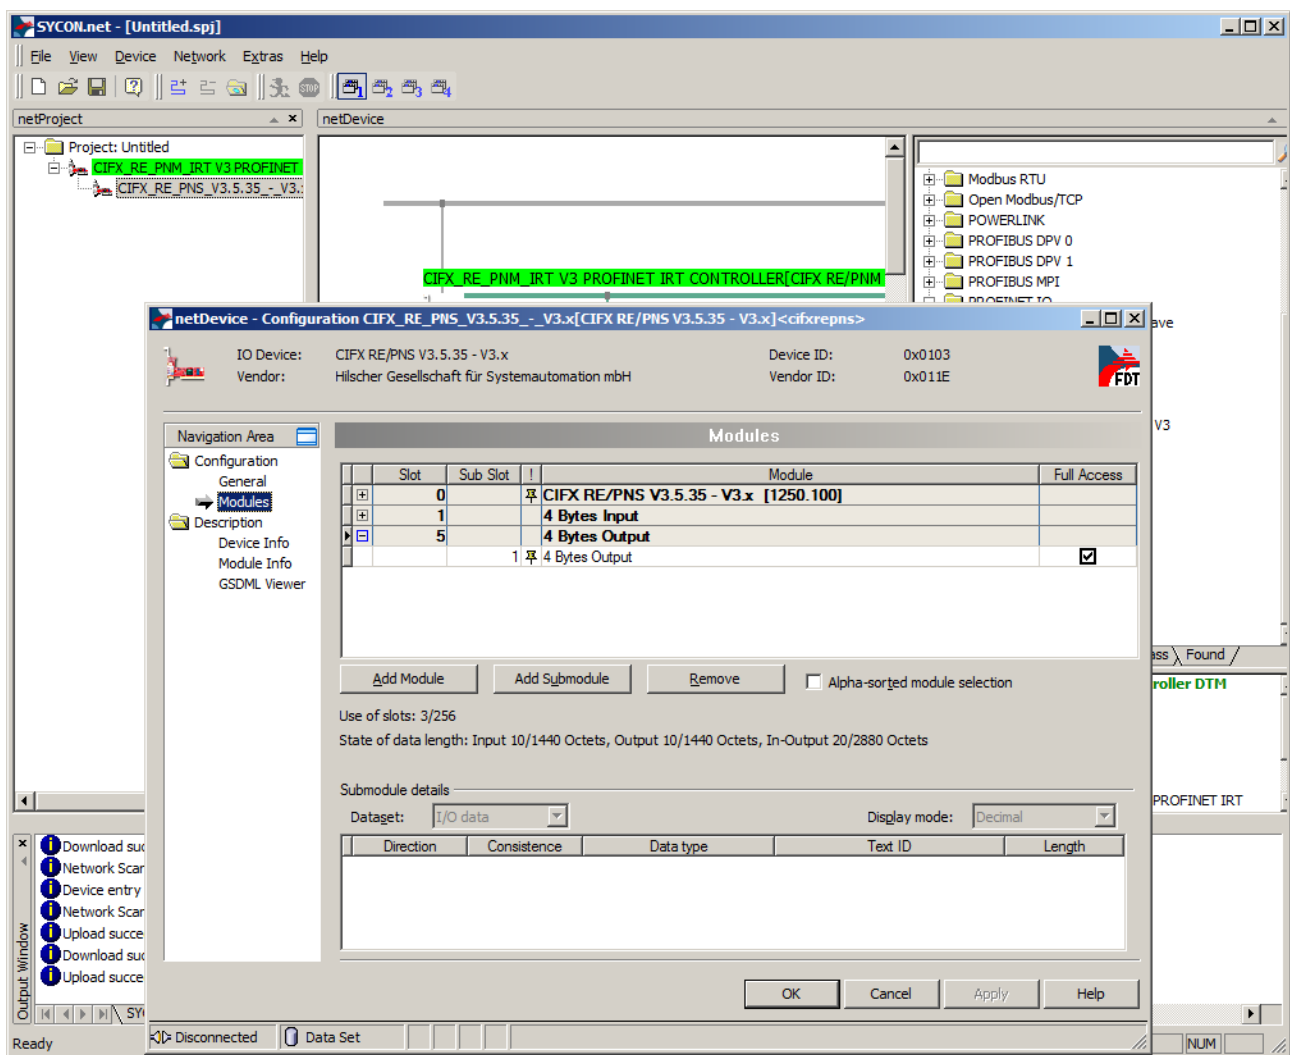 SYCON.net - [Untitled.spj]
File View Device Network Extras Help
netProject
netDevice
Project: Untitled
CIFX_RE_PNM_IRT V3 PROFINET
CIFX_RE_PNS_V3.5.35_-_V3.
CIFX_RE_PNM_IRT V3 PROFINET IRT CONTROLLER[CIFX RE/PNM
Modbus RTU
Open Modbus/TCP
POWERLINK
PROFIBUS DPV 0
PROFIBUS DPV 1
PROFIBUS MPI
PROFINET IO
ave
V3
netDevice - Configuration CIFX_RE_PNS_V3.5.35_-_V3.x[CIFX RE/PNS V3.5.35 - V3.x]<cifxrepns>
IO Device: CIFX RE/PNS V3.5.35 - V3.x Device ID: 0x0103
Vendor: Hilscher Gesellschaft für Systemautomation mbH Vendor ID: 0x011E
FDT
Navigation Area
Configuration
General
Modules
Description
Device Info
Module Info
GSDML Viewer
Modules
Slot Sub Slot ! Module Full Access
0 CIFX RE/PNS V3.5.35 - V3.x [1250.100]
1 4 Bytes Input
5 4 Bytes Output
1 4 Bytes Output
Add Module Add Submodule Remove Alpha-sorted module selection
Use of slots: 3/256
State of data length: Input 10/1440 Octets, Output 10/1440 Octets, In-Output 20/2880 Octets
Submodule details
Dataset: I/O data Display mode: Decimal
Direction Consistence Data type Text ID Length
OK Cancel Apply Help
Disconnected Data Set
ass Found
roller DTM
PROFINET IRT
Output Window
Download suc
Network Scar
Device entry
Network Scar
Upload succe
Download suc
Upload succe
SY
Ready
NUM